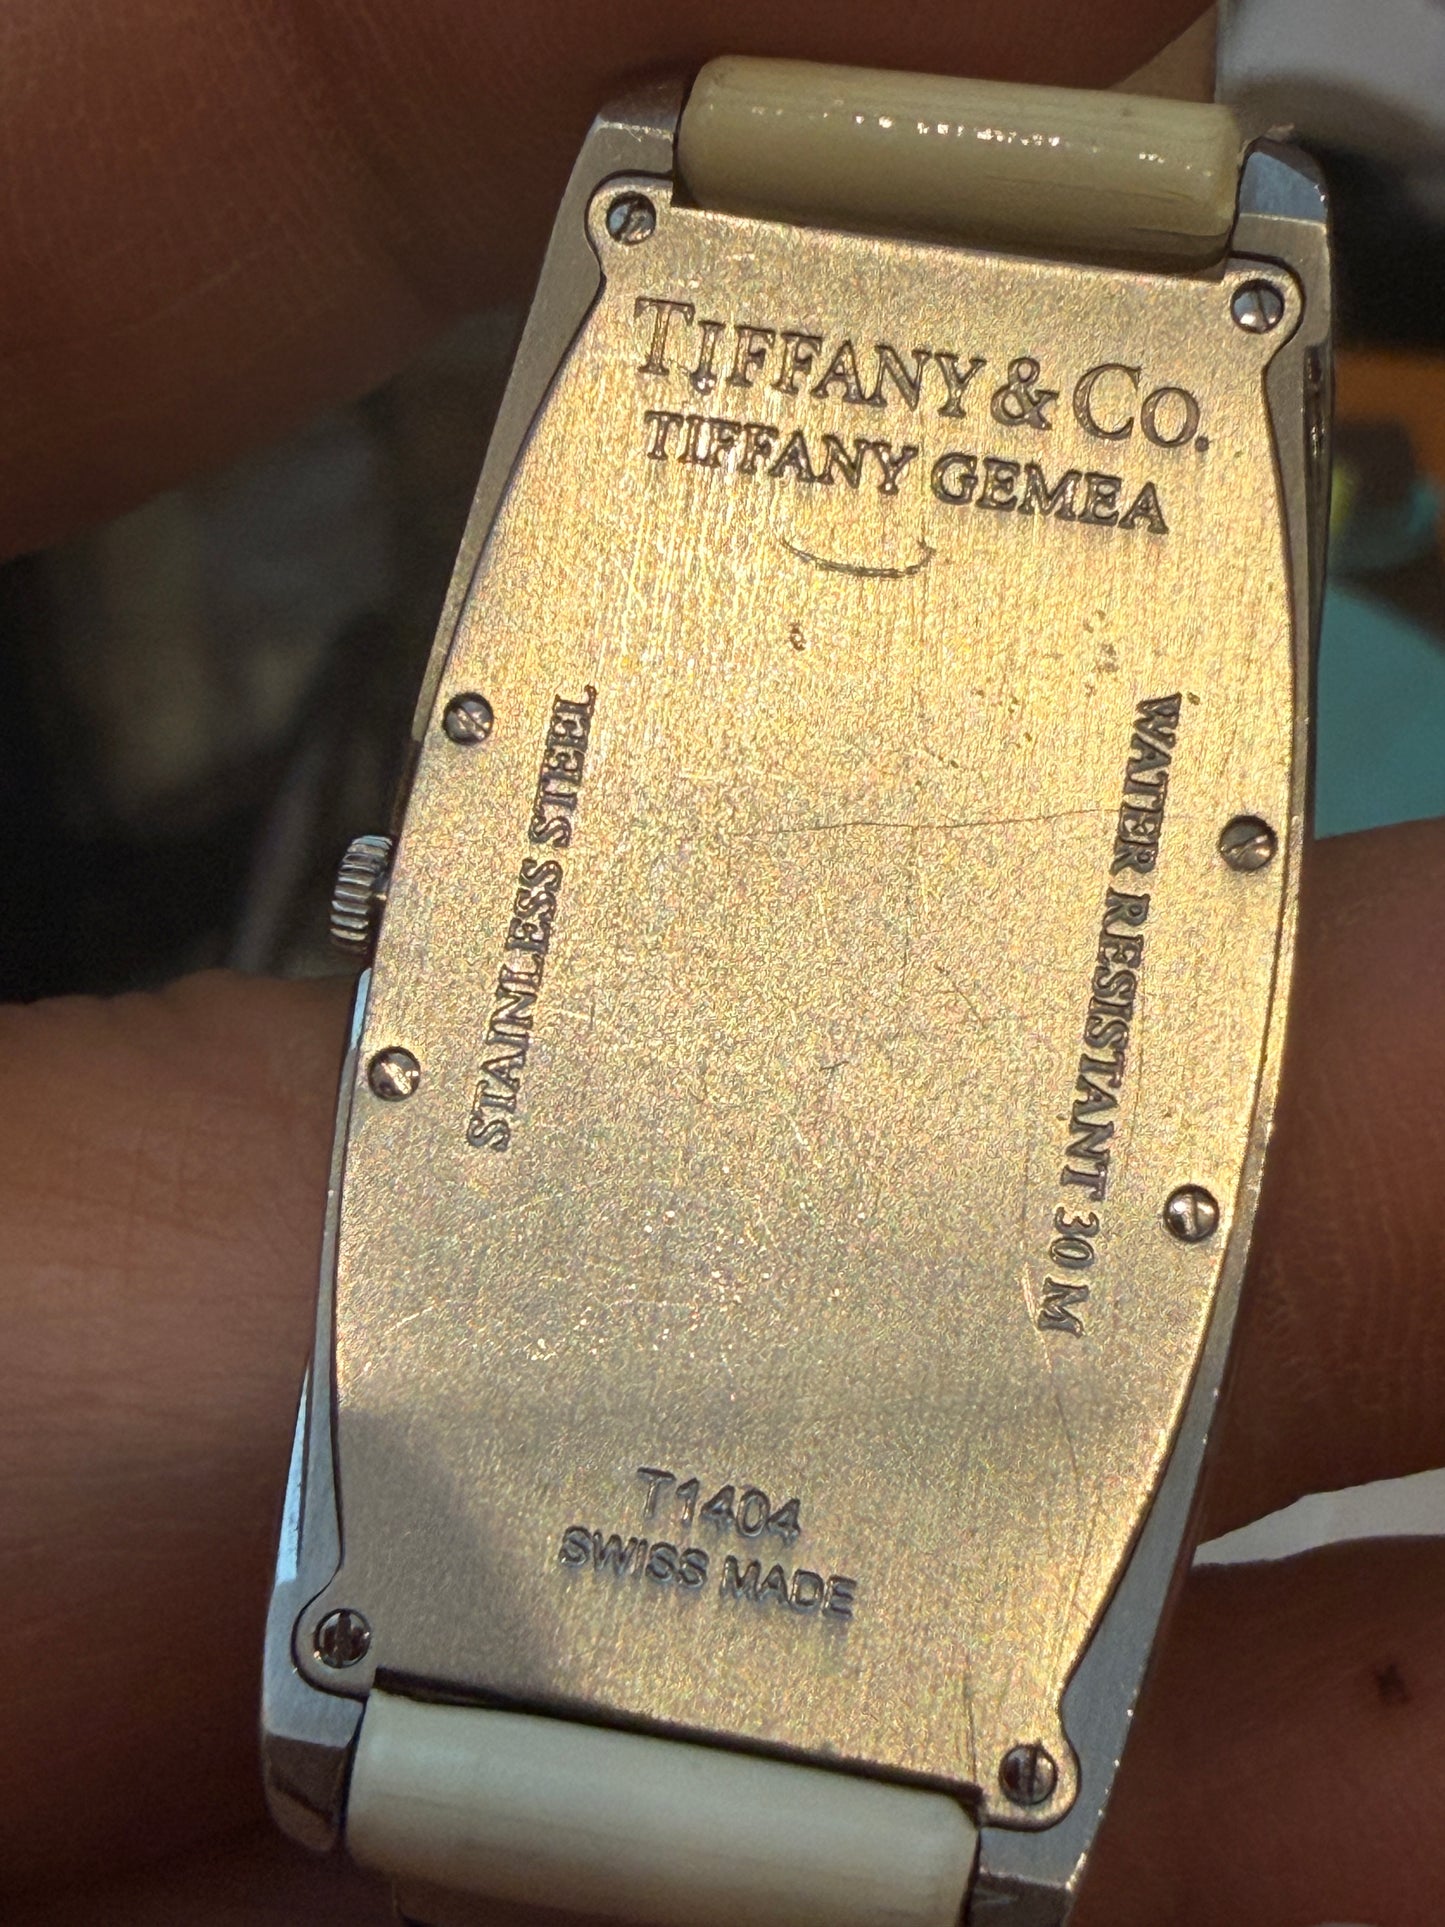 TIFFANY & CO.
TIFFANY GEMEA
STAINLESS STEEL
WATER RESISTANT 30 M
T1404
SWISS MADE